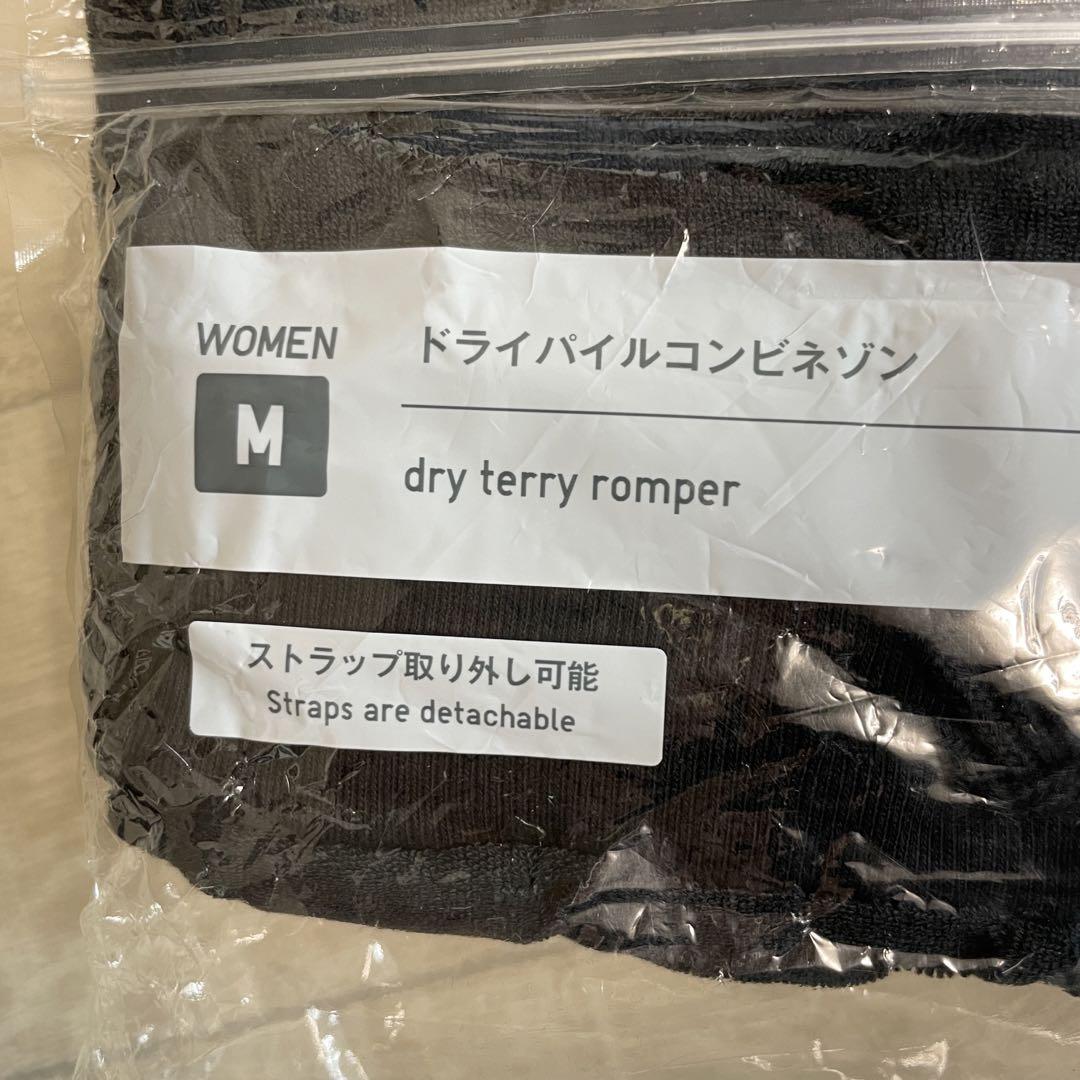 WOMEN
M
ドライパイルコンビネゾン
dry terry romper
ストラップ取り外し可能
Straps are detachable